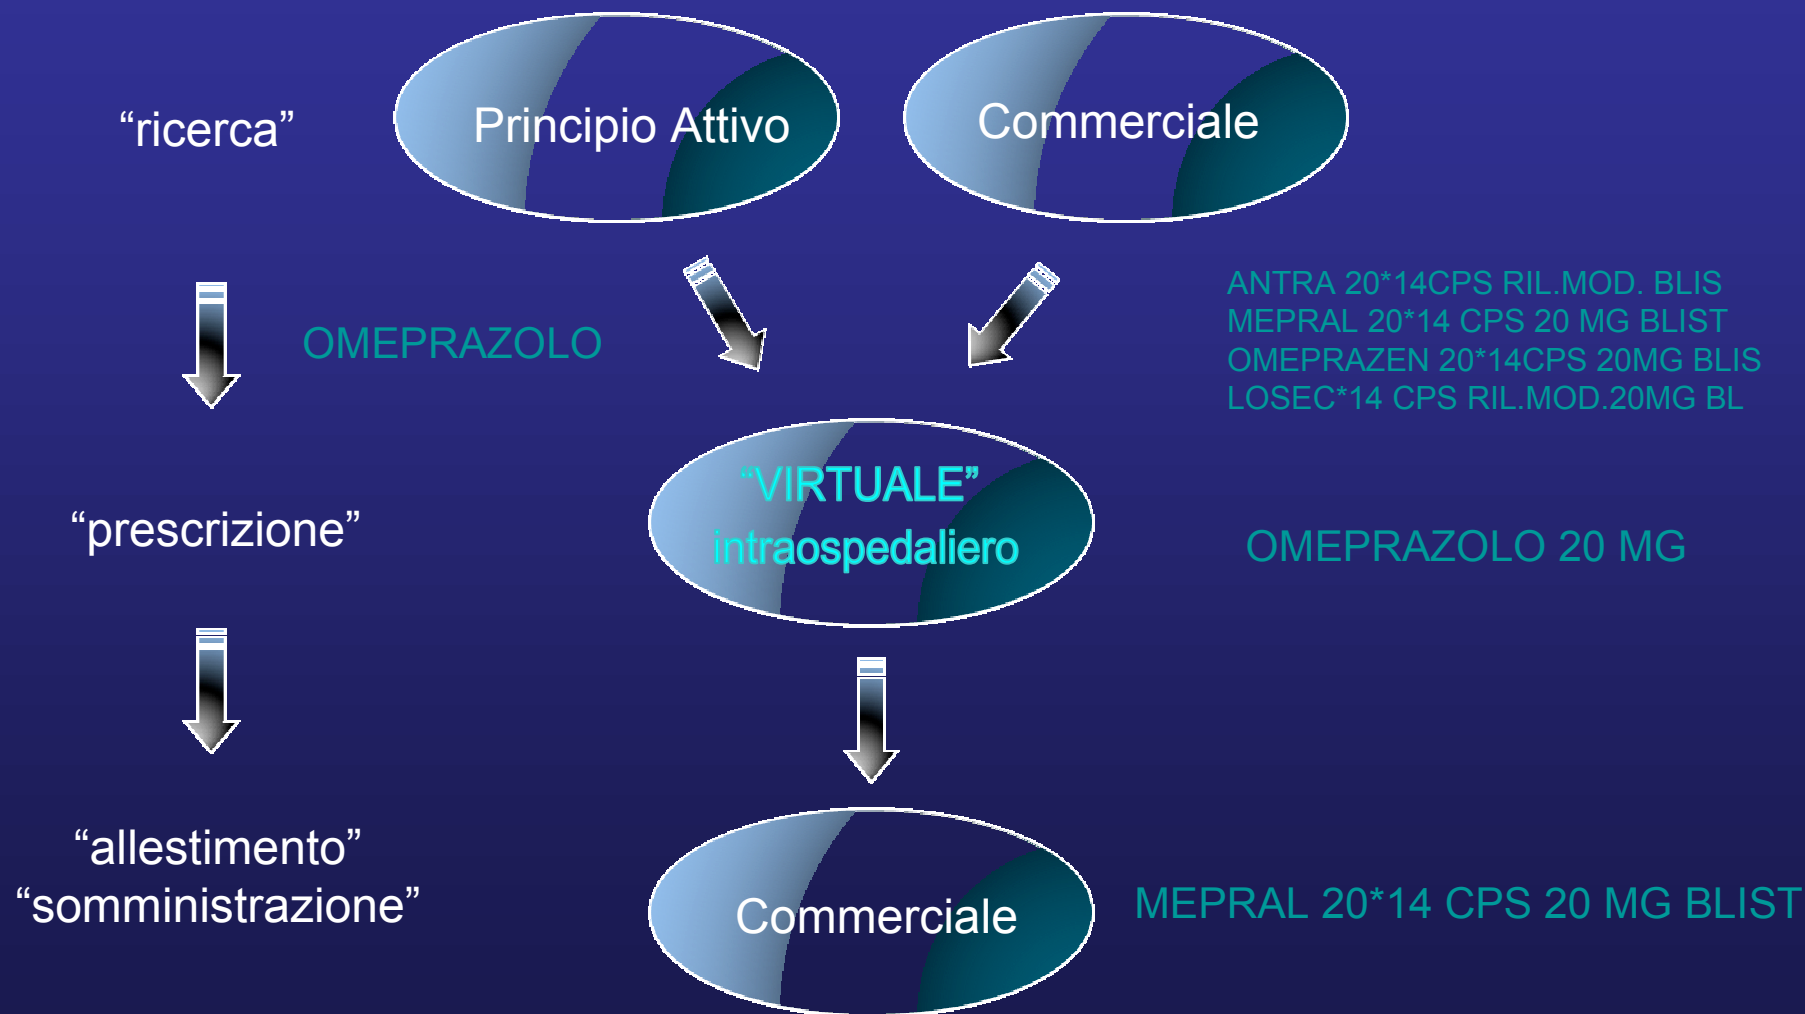 “ricerca”
Principio Attivo
Commerciale
OMEPRAZOLO
ANTRA 20*14CPS RIL.MOD. BLIS
MEPRAL 20*14 CPS 20 MG BLIST
OMEPRAZEN 20*14CPS 20MG BLIS
LOSEC*14 CPS RIL.MOD.20MG BL
“prescrizione”
“VIRTUALE”
intraospedaliero
OMEPRAZOLO 20 MG
“allestimento”
“somministrazione”
Commerciale
MEPRAL 20*14 CPS 20 MG BLIST